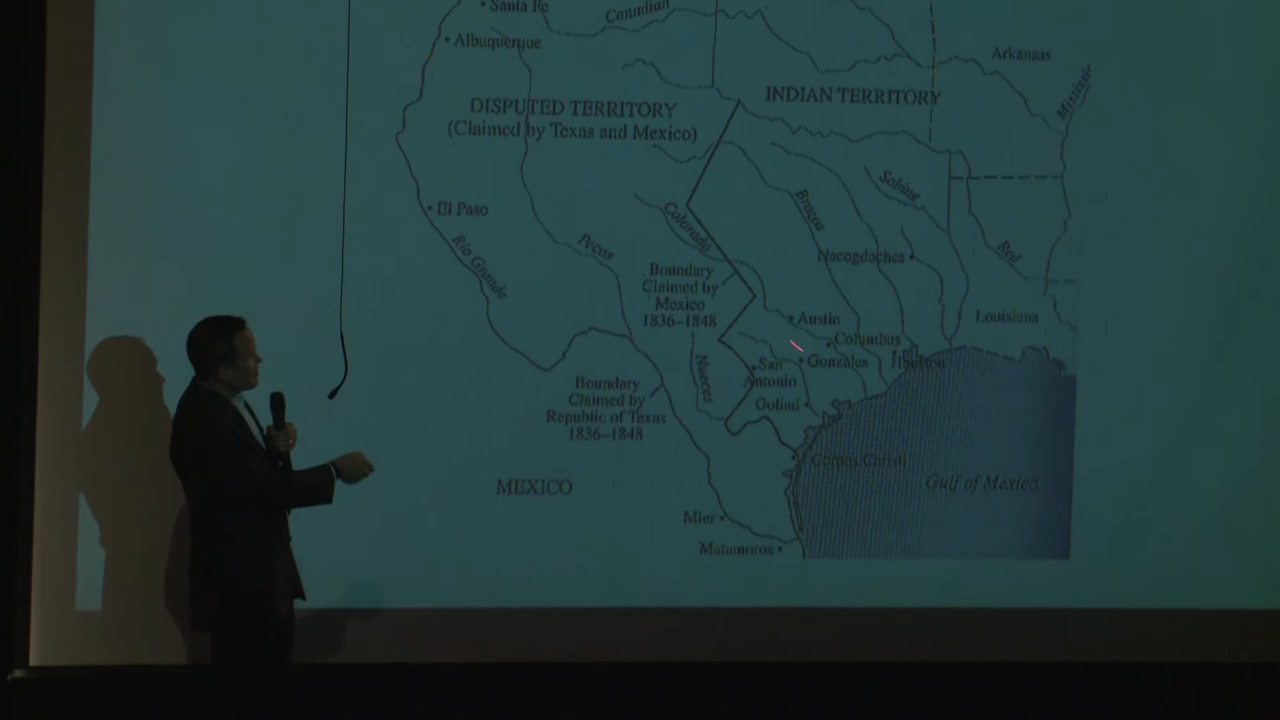 Santa Fe
Canadian
Albuquerque
Arkansas
DISPUTED TERRITORY
(Claimed by Texas and Mexico)
INDIAN TERRITORY
El Paso
Rio Grande
Pecos
Colorado
Brazos
Sabine
Red
Nacogdoches
Boundary
Claimed by
Mexico
1836–1848
Austin
Columbus
Louisiana
San
Antonio
Gonzales
Houston
Nueces
Goliad
Boundary
Claimed by
Republic of Texas
1836–1848
Corpus Christi
MEXICO
Gulf of Mexico
Mier
Matamoros